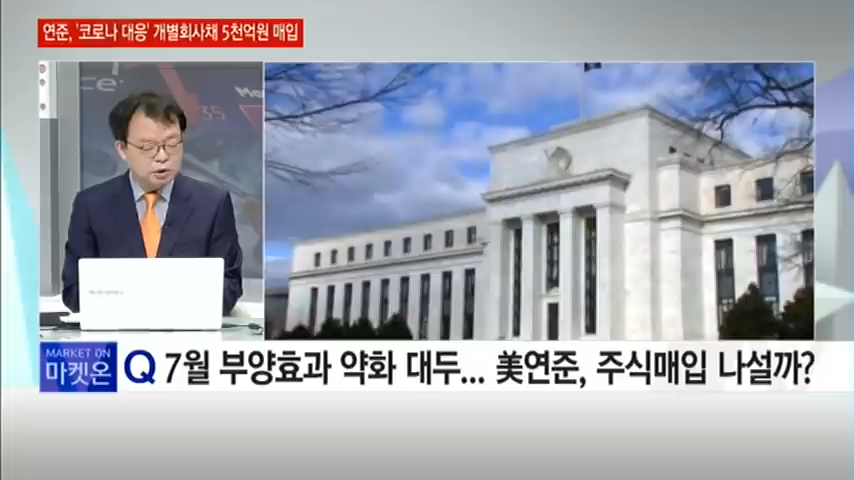 연준, '코로나 대응' 개별회사채 5천억원 매입
35
MARKET ON
마켓온
Q 7월 부양효과 약화 대두... 美연준, 주식매입 나설까?